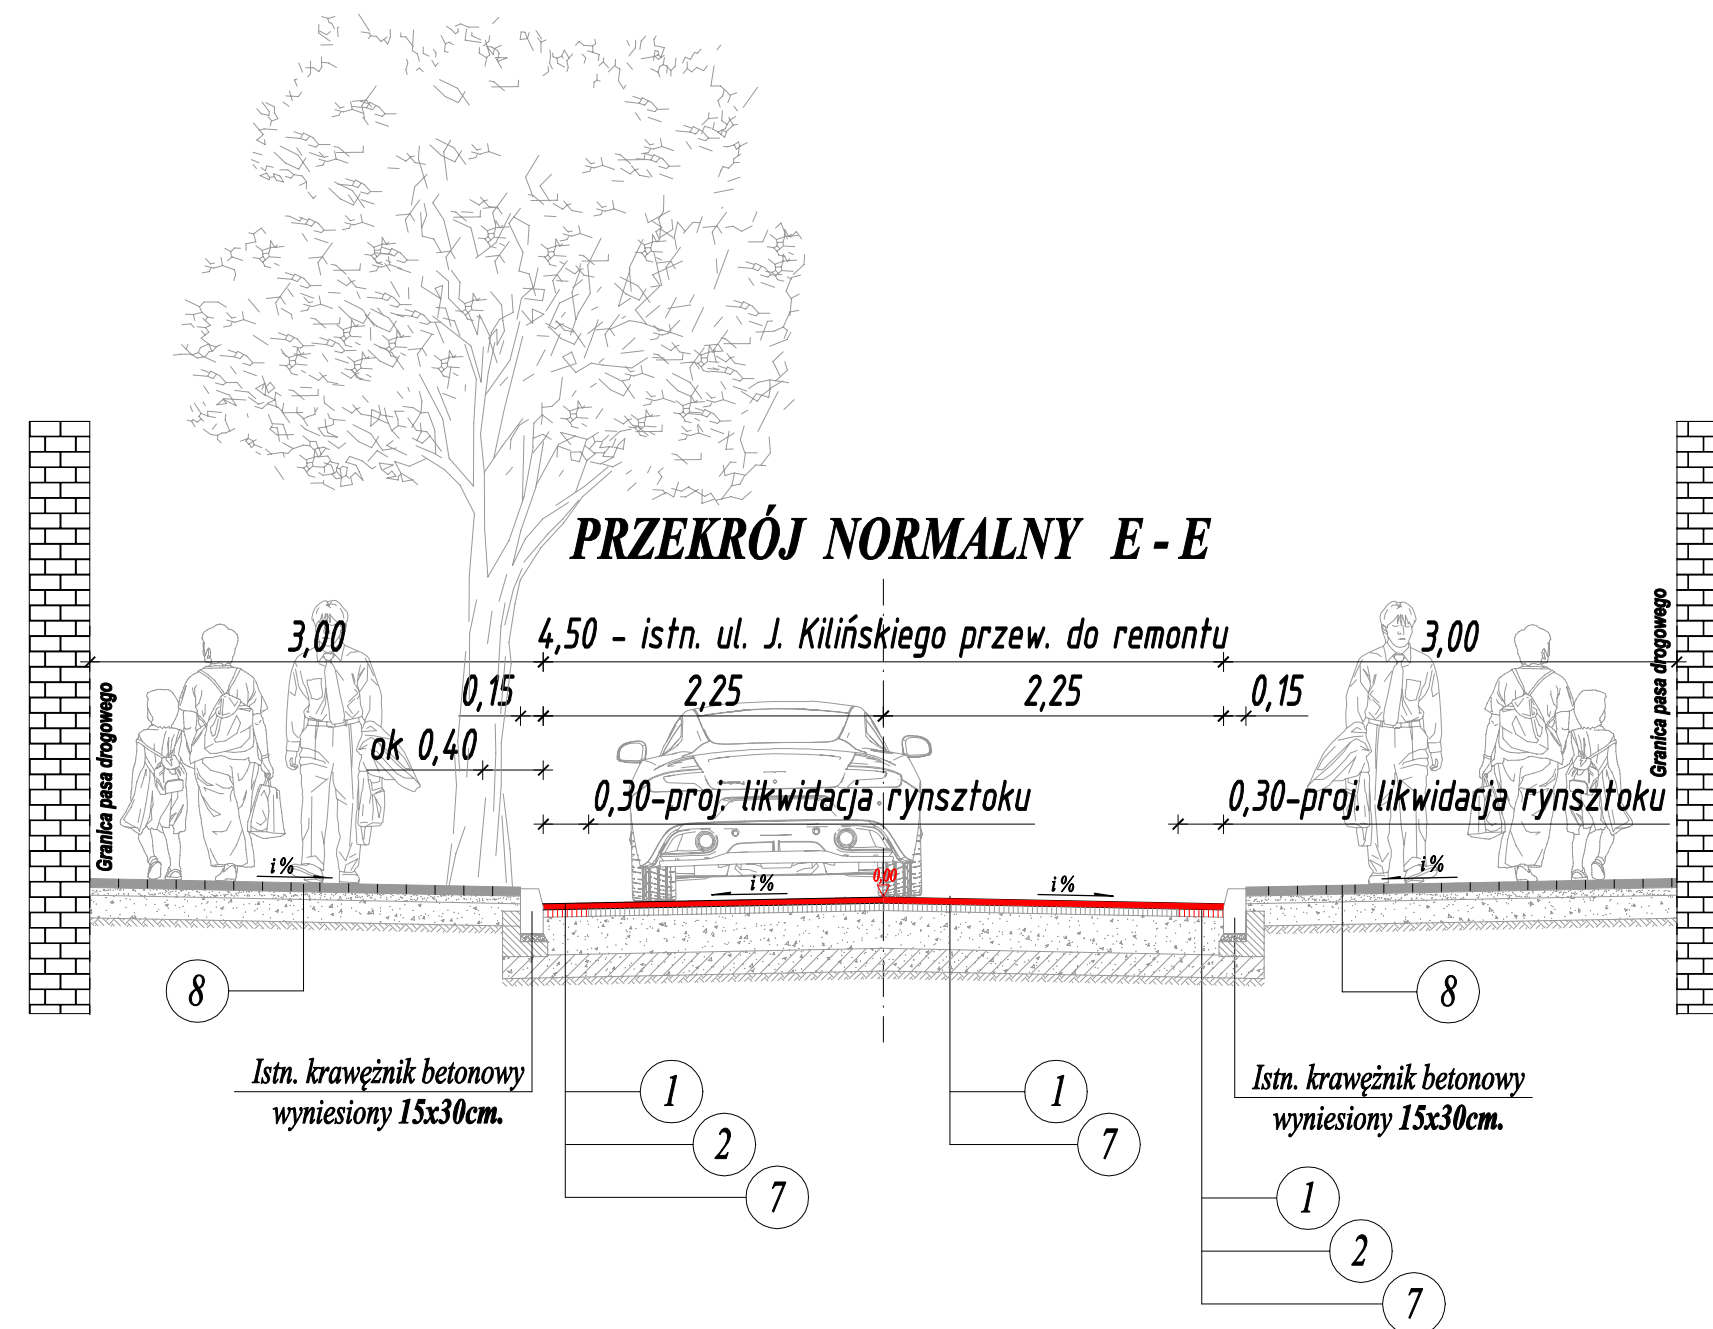 PRZEKRÓJ NORMALNY E - E
3,00
4,50 - istn. ul. J. Kilińskiego przew. do remontu
3,00
0,15
2,25
2,25
0,15
ok 0,40
0,30-proj. likwidacja rynsztoku
0,30-proj. likwidacja rynsztoku
Granica pasa drogowego
Granica pasa drogowego
i%
i%
0,00
i%
i%
8
8
Istn. krawężnik betonowy
wyniesiony 15x30cm.
1
2
7
1
7
Istn. krawężnik betonowy
wyniesiony 15x30cm.
1
2
7